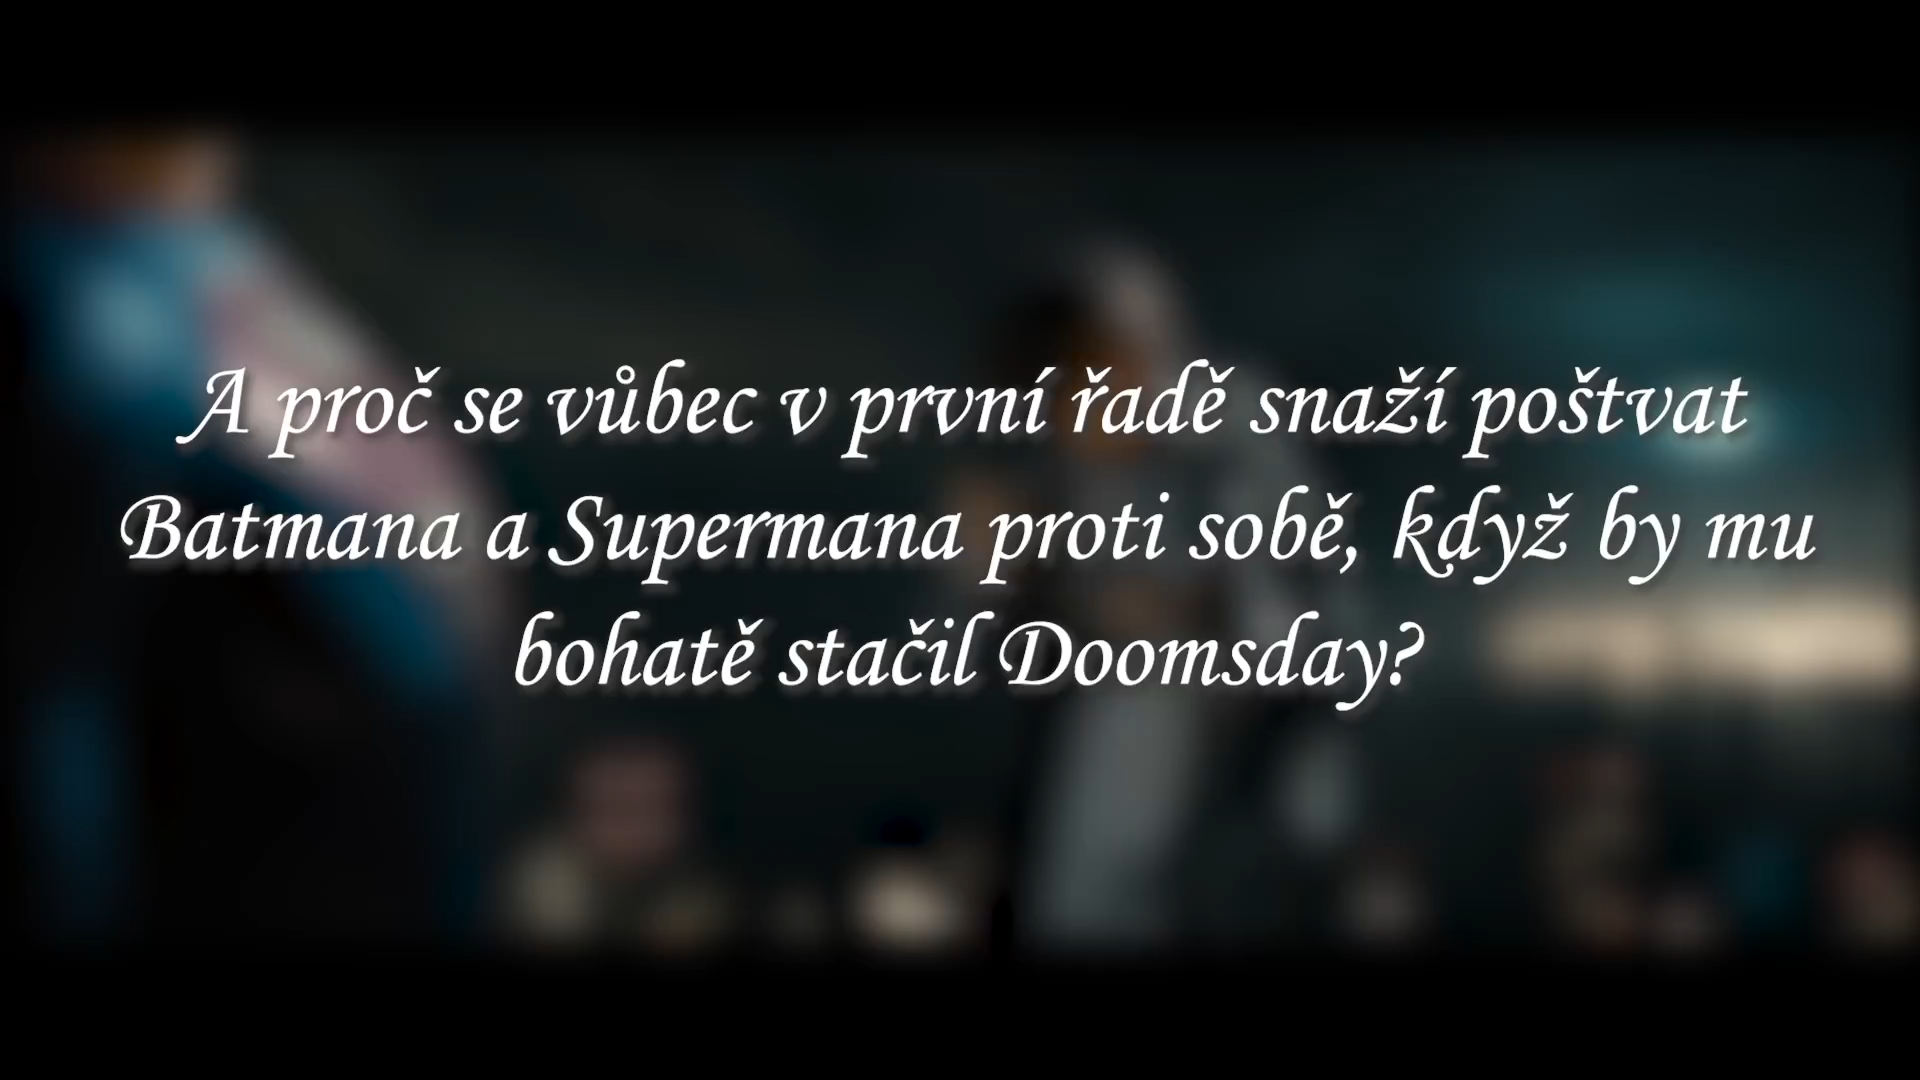 A proč se vůbec v první řadě snaží poštvat
Batmana a Supermana proti sobě, když by mu
bohatě stačil Doomsday?